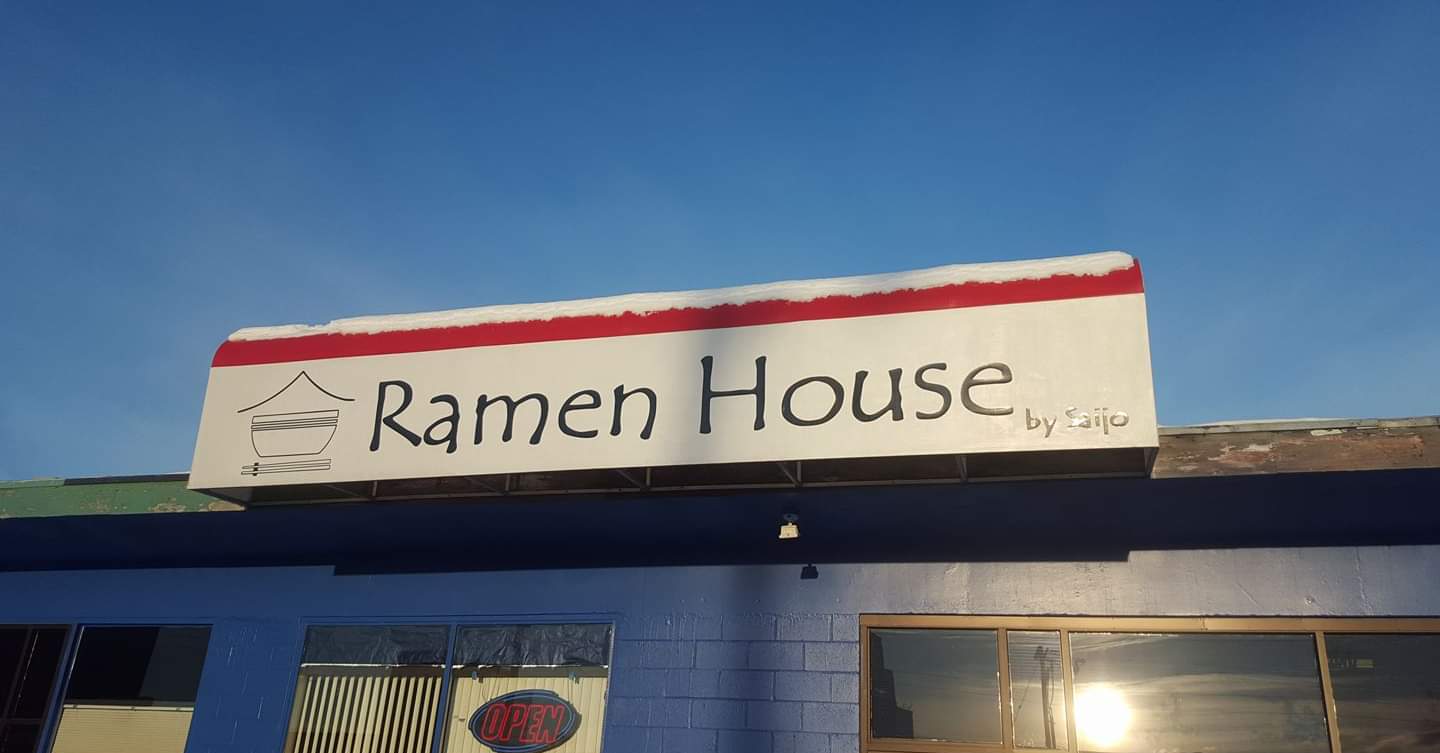 Ramen House
by Saijo
OPEN